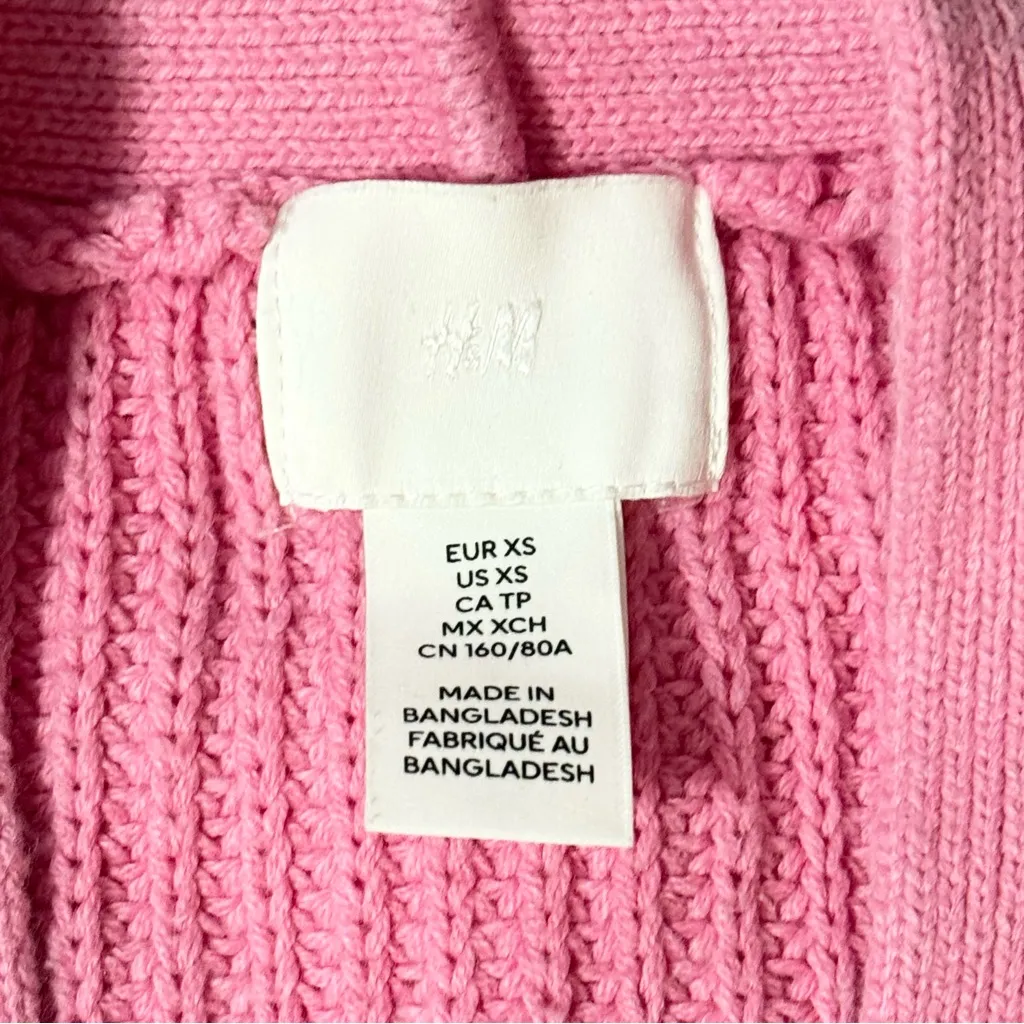 H&M
EUR XS
US XS
CA TP
MX XCH
CN 160/80A
MADE IN
BANGLADESH
FABRIQUÉ AU
BANGLADESH